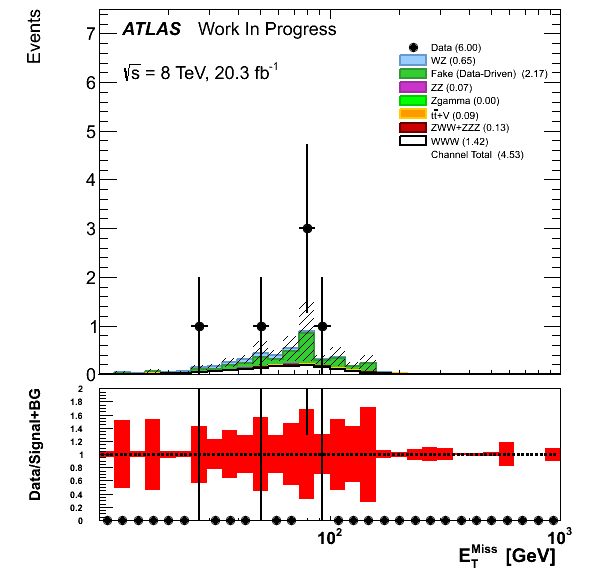 Events
7
6
5
4
3
2
1
0
ATLAS Work In Progress
√s = 8 TeV, 20.3 fb⁻¹
Data (6.00)
WZ (0.65)
Fake (Data-Driven) (2.17)
ZZ (0.07)
Zgamma (0.00)
tt̄+V (0.09)
ZWW+ZZZ (0.13)
WWW (1.42)
Channel Total (4.53)
Data/Signal+BG
2
1.8
1.6
1.4
1.2
1
0.8
0.6
0.4
0.2
0
10²
10³
E_T^Miss [GeV]